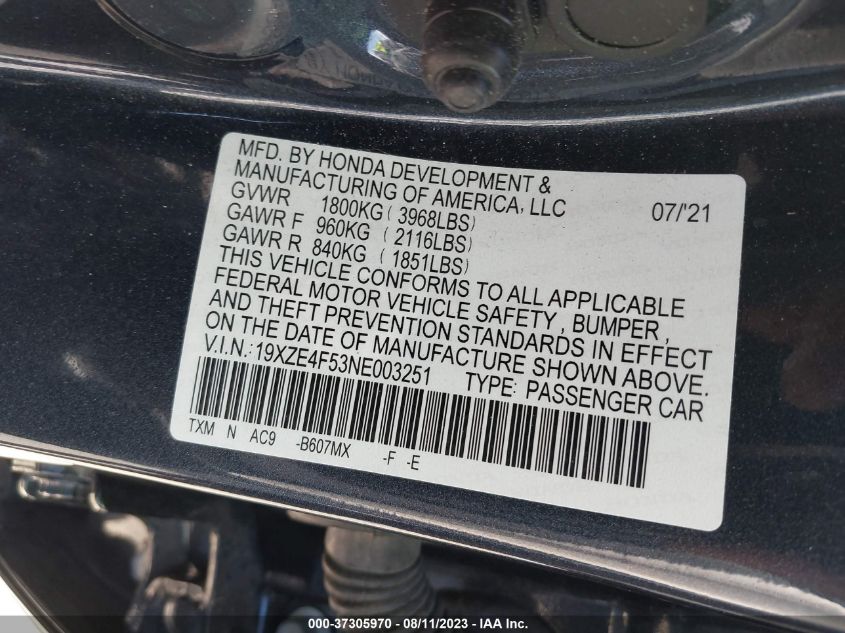 MFD. BY HONDA DEVELOPMENT &
MANUFACTURING OF AMERICA, LLC
GVWR 1800KG ( 3968LBS) 07/'21
GAWR F 960KG ( 2116LBS)
GAWR R 840KG ( 1851LBS)
THIS VEHICLE CONFORMS TO ALL APPLICABLE
FEDERAL MOTOR VEHICLE SAFETY , BUMPER,
AND THEFT PREVENTION STANDARDS IN EFFECT
ON THE DATE OF MANUFACTURE SHOWN ABOVE.
V.I.N.: 19XZE4F53NE003251 TYPE: PASSENGER CAR
TXM N AC9 -B607MX -F -E
000-37305970 - 08/11/2023 - IAA Inc.